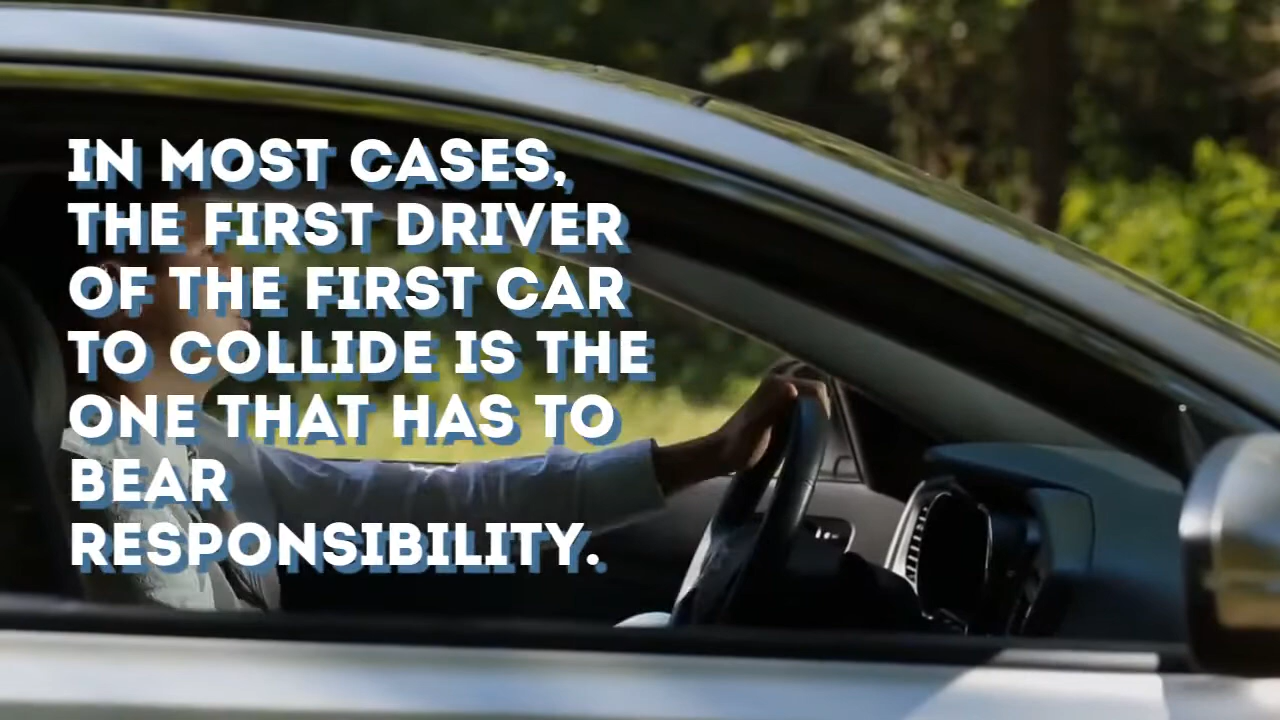 IN MOST CASES,
THE FIRST DRIVER
OF THE FIRST CAR
TO COLLIDE IS THE
ONE THAT HAS TO
BEAR
RESPONSIBILITY.